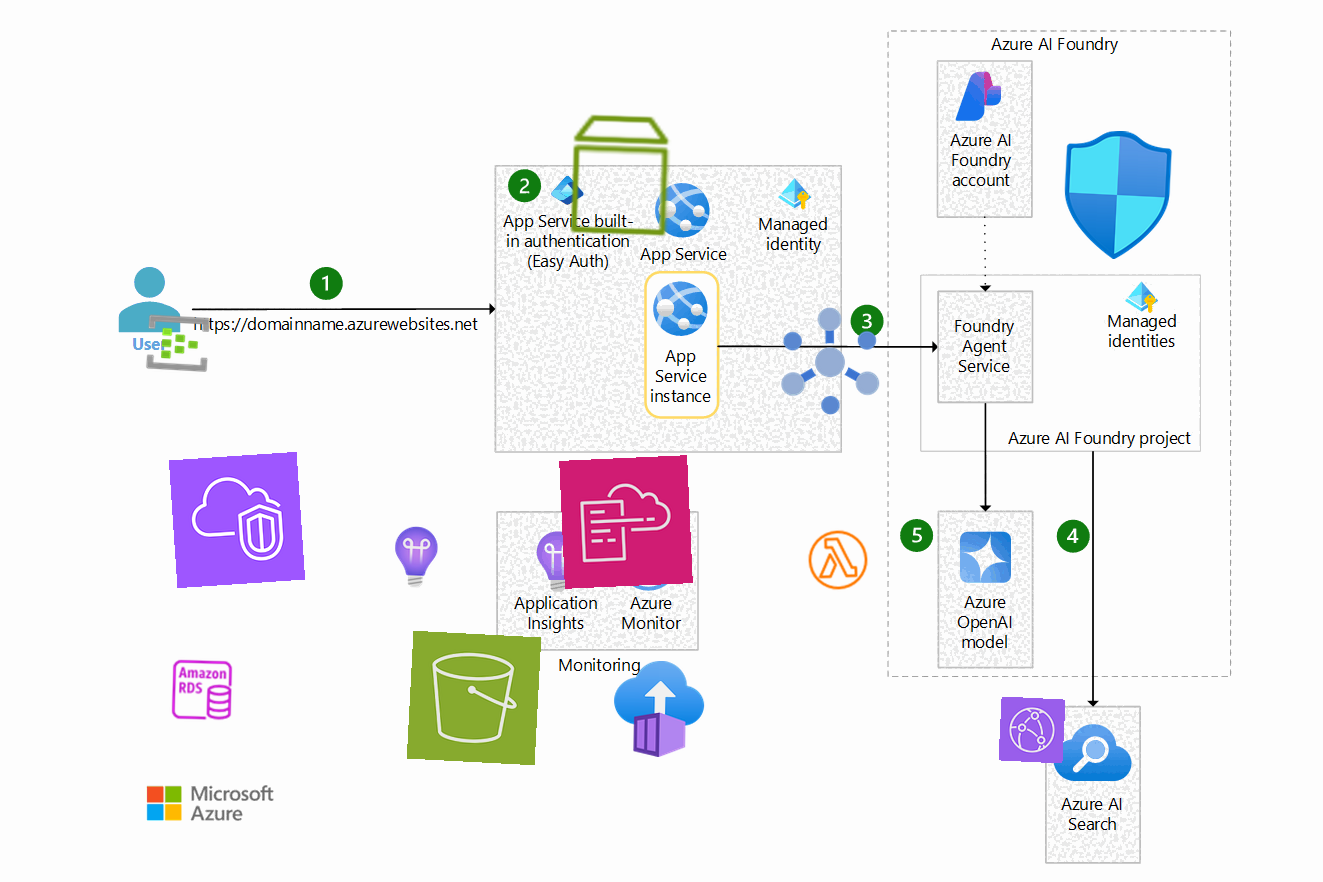 Azure AI Foundry
Azure AI
Foundry
account
2
App Service built-
in authentication
(Easy Auth)
App Service
Managed
identity
1
https://domainname.azurewebsites.net
User
App
Service
instance
3
Foundry
Agent
Service
Managed
identities
Azure AI Foundry project
Application
Insights
Azure
Monitor
Monitoring
5
4
Azure
OpenAI
model
Amazon
RDS
Microsoft
Azure
Azure AI
Search